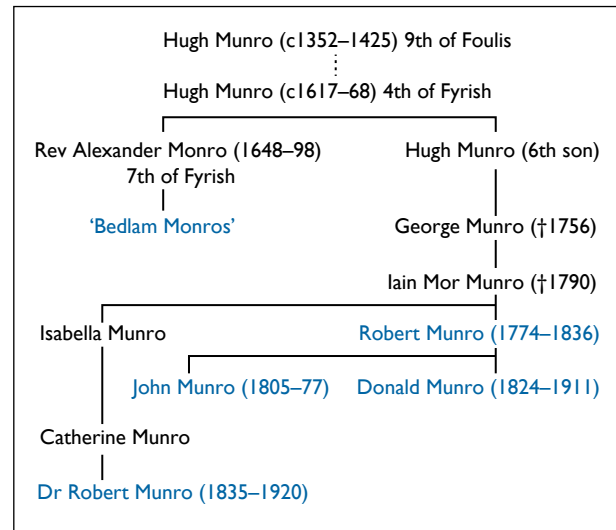 Hugh Munro (c1352–1425) 9th of Foulis
Hugh Munro (c1617–68) 4th of Fyrish
Rev Alexander Monro (1648–98)
7th of Fyrish
Hugh Munro (6th son)
‘Bedlam Monros’
George Munro (†1756)
Iain Mor Munro (†1790)
Isabella Munro
Robert Munro (1774–1836)
John Munro (1805–77)
Donald Munro (1824–1911)
Catherine Munro
Dr Robert Munro (1835–1920)